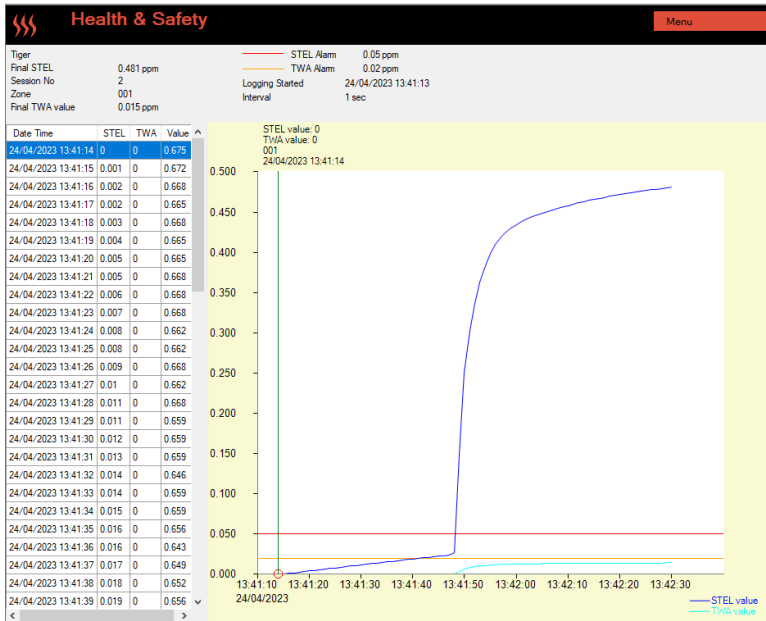 Health & Safety
Menu
Tiger
Final STEL 0.481 ppm
Session No 2
Zone 001
Final TWA value 0.015 ppm
STEL Alarm 0.05 ppm
TWA Alarm 0.02 ppm
Logging Started 24/04/2023 13:41:13
Interval 1 sec
Date Time STEL TWA Value
24/04/2023 13:41:14 0 0 0.675
24/04/2023 13:41:15 0.001 0 0.672
24/04/2023 13:41:16 0.002 0 0.668
24/04/2023 13:41:17 0.002 0 0.665
24/04/2023 13:41:18 0.003 0 0.668
24/04/2023 13:41:19 0.004 0 0.665
24/04/2023 13:41:20 0.005 0 0.665
24/04/2023 13:41:21 0.005 0 0.668
24/04/2023 13:41:22 0.006 0 0.668
24/04/2023 13:41:23 0.007 0 0.668
24/04/2023 13:41:24 0.008 0 0.662
24/04/2023 13:41:25 0.008 0 0.662
24/04/2023 13:41:26 0.009 0 0.668
24/04/2023 13:41:27 0.01 0 0.662
24/04/2023 13:41:28 0.011 0 0.668
24/04/2023 13:41:29 0.011 0 0.659
24/04/2023 13:41:30 0.012 0 0.659
24/04/2023 13:41:31 0.013 0 0.659
24/04/2023 13:41:32 0.014 0 0.646
24/04/2023 13:41:33 0.014 0 0.659
24/04/2023 13:41:34 0.015 0 0.659
24/04/2023 13:41:35 0.016 0 0.656
24/04/2023 13:41:36 0.016 0 0.643
24/04/2023 13:41:37 0.017 0 0.649
24/04/2023 13:41:38 0.018 0 0.652
24/04/2023 13:41:39 0.019 0 0.656
STEL value: 0
TWA value: 0
001
24/04/2023 13:41:14
0.500
0.450
0.400
0.350
0.300
0.250
0.200
0.150
0.100
0.050
0.000
13:41:10 13:41:20 13:41:30 13:41:40 13:41:50 13:42:00 13:42:10 13:42:20 13:42:30
24/04/2023
STEL value
TWA value